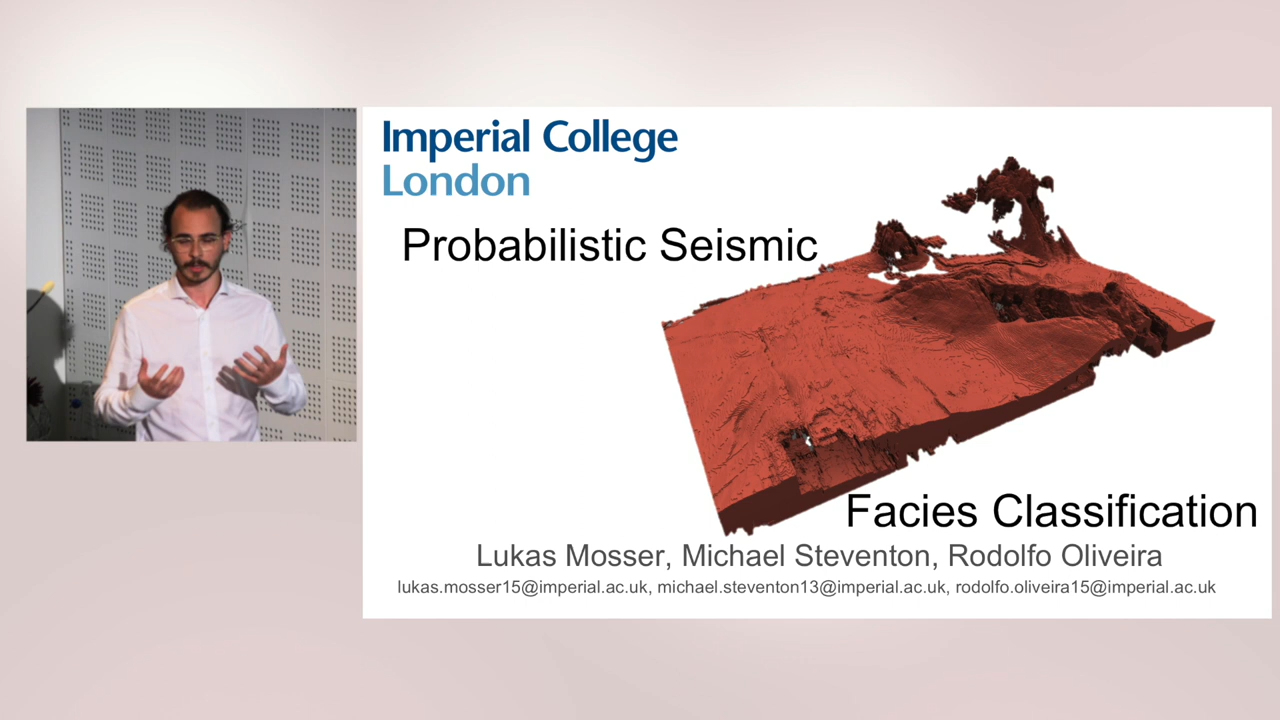 Imperial College
London
Probabilistic Seismic
Facies Classification
Lukas Mosser, Michael Steventon, Rodolfo Oliveira
lukas.mosser15@imperial.ac.uk, michael.steventon13@imperial.ac.uk, rodolfo.oliveira15@imperial.ac.uk